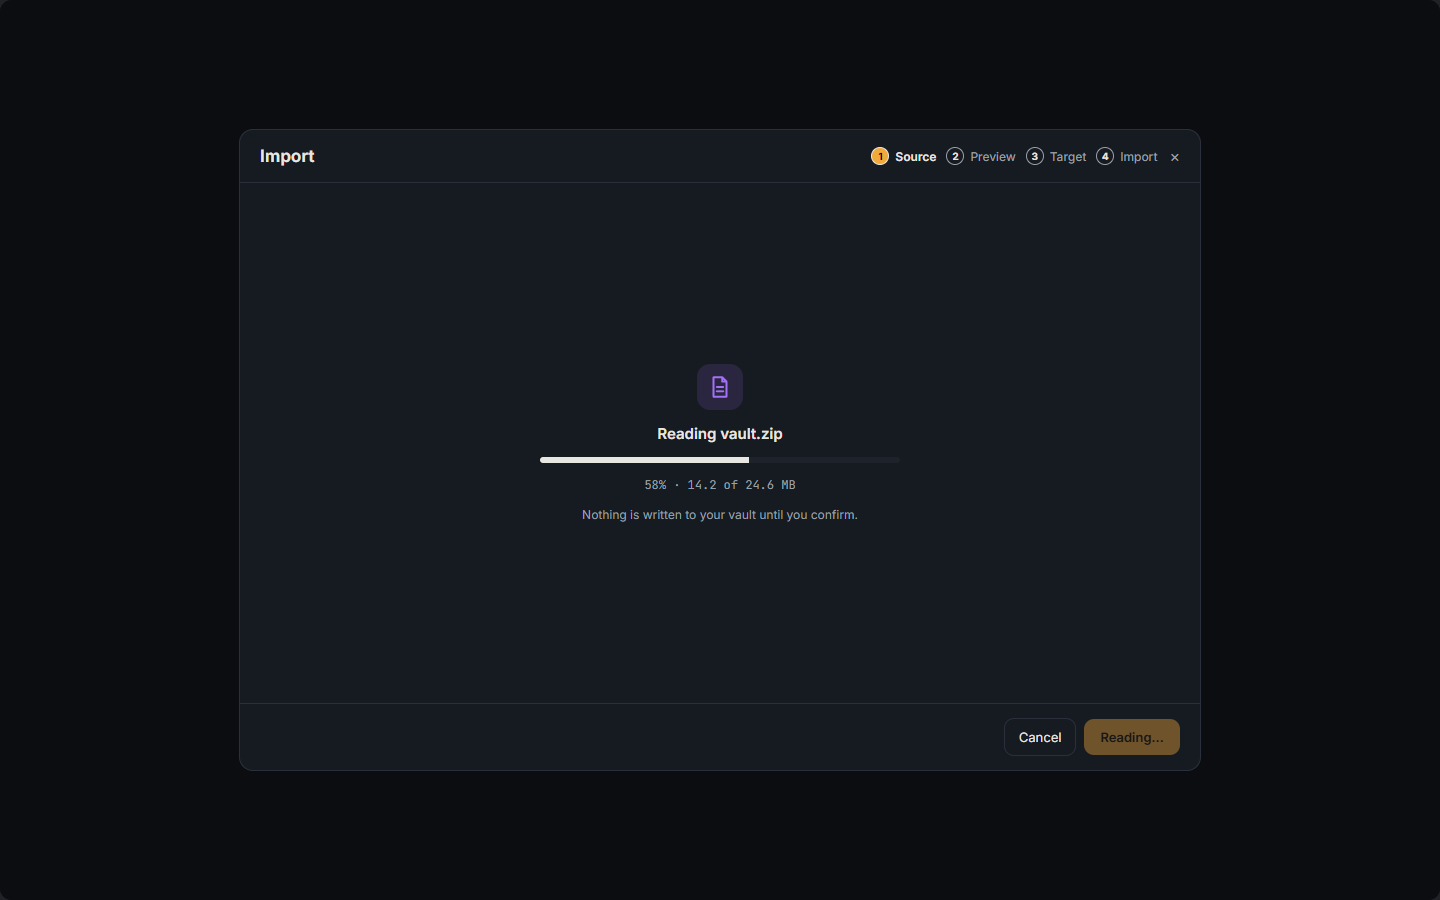 Import
1 Source 2 Preview 3 Target 4 Import ×
Reading vault.zip
58% · 14.2 of 24.6 MB
Nothing is written to your vault until you confirm.
Cancel Reading...